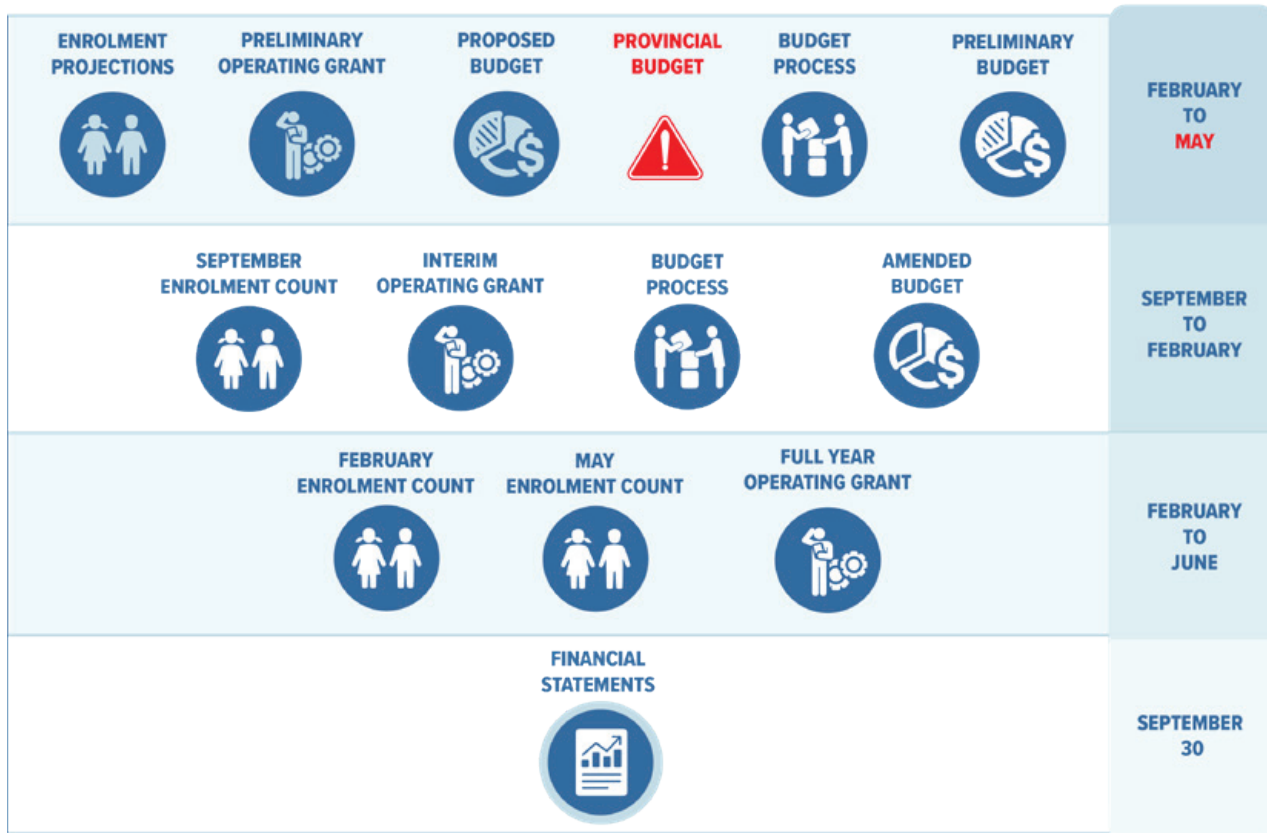 ENROLMENT
PROJECTIONS
PRELIMINARY
OPERATING GRANT
PROPOSED
BUDGET
PROVINCIAL
BUDGET
BUDGET
PROCESS
PRELIMINARY
BUDGET
FEBRUARY
TO
MAY
SEPTEMBER
ENROLMENT COUNT
INTERIM
OPERATING GRANT
BUDGET
PROCESS
AMENDED
BUDGET
SEPTEMBER
TO
FEBRUARY
FEBRUARY
ENROLMENT COUNT
MAY
ENROLMENT COUNT
FULL YEAR
OPERATING GRANT
FEBRUARY
TO
JUNE
FINANCIAL
STATEMENTS
SEPTEMBER
30